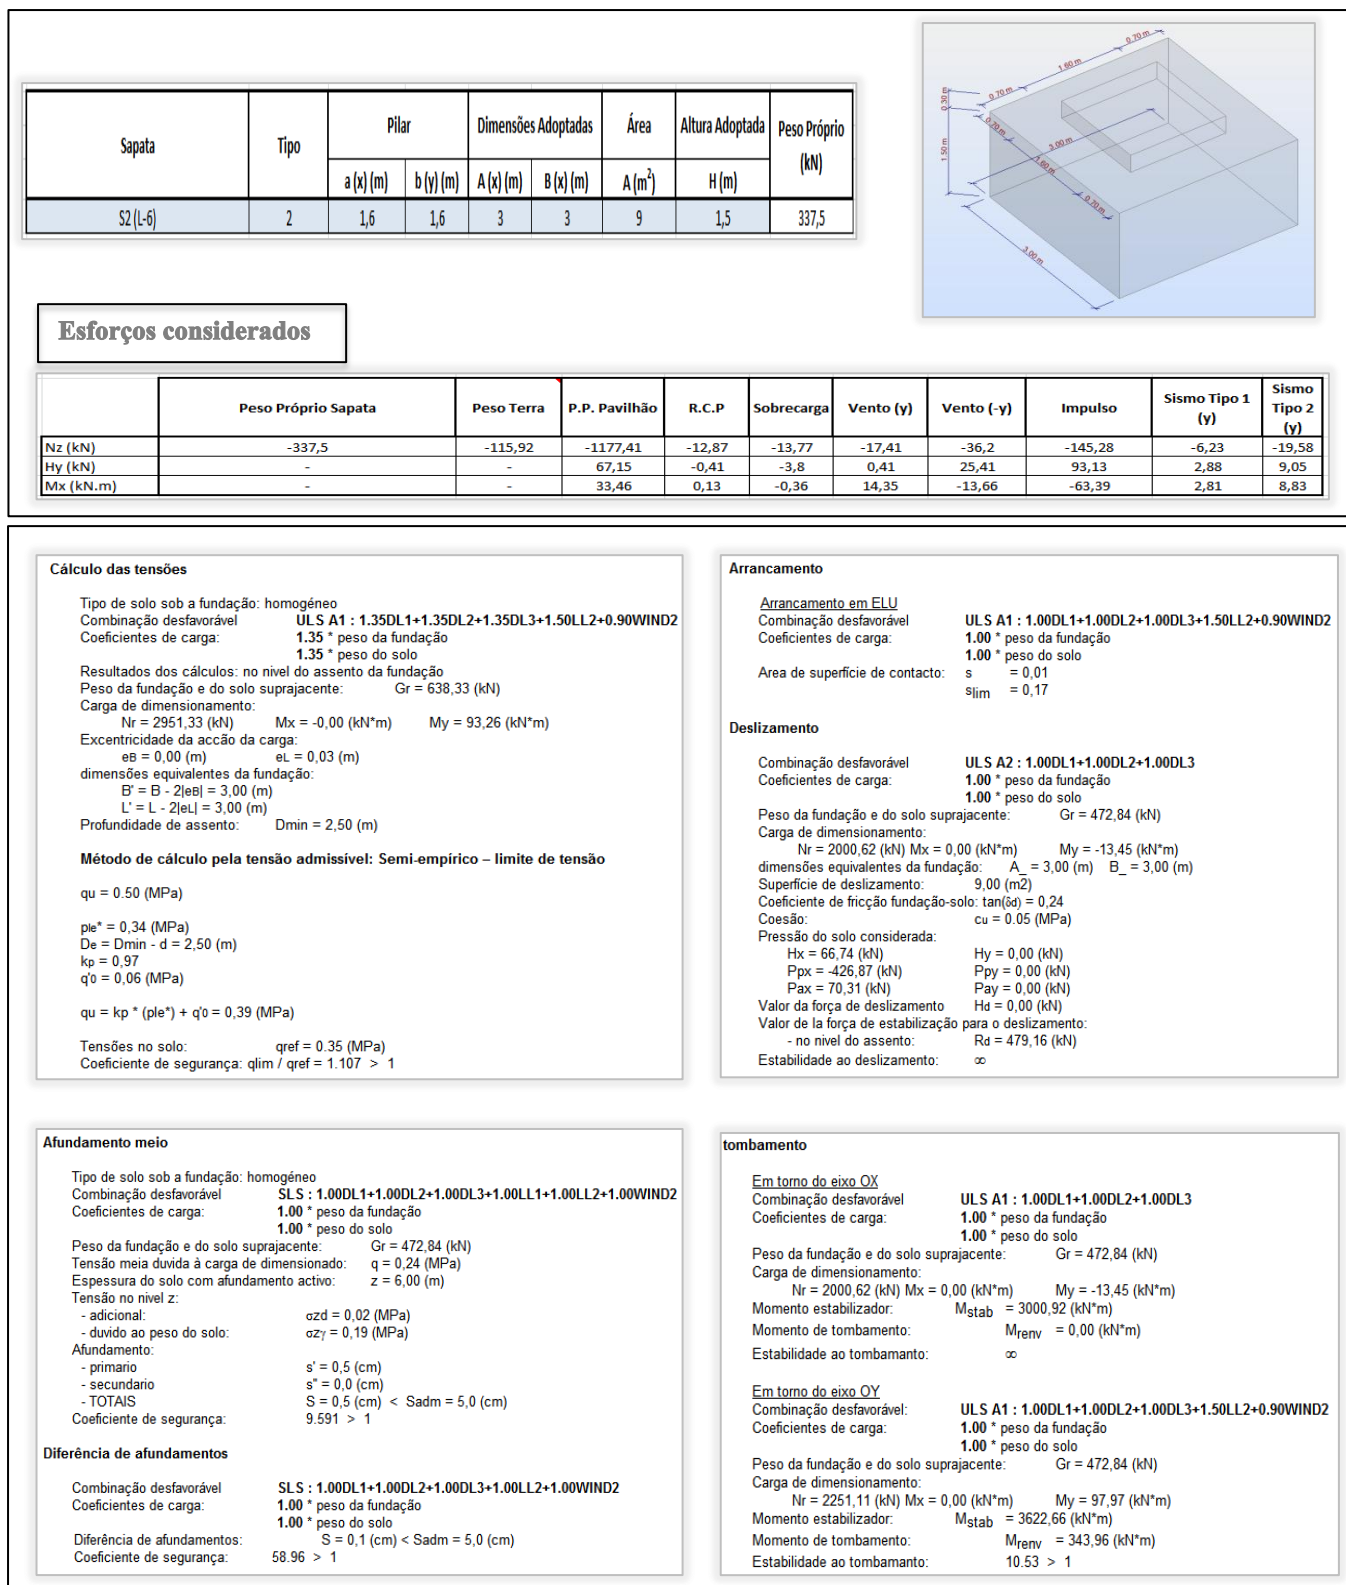 Sapata Tipo Pilar Dimensões Adoptadas Área Altura Adoptada Peso Próprio (kN)
a (x) (m) b (y) (m) A (x) (m) B (x) (m) A (m²) H (m)
S2 (L-6) 2 1,6 1,6 3 3 9 1,5 337,5
0.70 m
1.60 m
0.70 m
0.30 m
1.50 m
0.70 m
3.00 m
1.60 m
0.70 m
3.00 m
Esforços considerados
Peso Próprio Sapata Peso Terra P.P. Pavilhão R.C.P Sobrecarga Vento (y) Vento (-y) Impulso Sismo Tipo 1 (y) Sismo Tipo 2 (y)
Nz (kN) -337,5 -115,92 -1177,41 -12,87 -13,77 -17,41 -36,2 -145,28 -6,23 -19,58
Hy (kN) - - 67,15 -0,41 -3,8 0,41 25,41 93,13 2,88 9,05
Mx (kN.m) - - 33,46 0,13 -0,36 14,35 -13,66 -63,39 2,81 8,83
Cálculo das tensões
Tipo de solo sob a fundação: homogéneo
Combinação desfavorável ULS A1 : 1.35DL1+1.35DL2+1.35DL3+1.50LL2+0.90WIND2
Coeficientes de carga: 1.35 * peso da fundação
1.35 * peso do solo
Resultados dos cálculos: no nivel do assento da fundação
Peso da fundação e do solo suprajacente: Gr = 638,33 (kN)
Carga de dimensionamento:
Nr = 2951,33 (kN) Mx = -0,00 (kN*m) My = 93,26 (kN*m)
Excentricidade da accão da carga:
eB = 0,00 (m) eL = 0,03 (m)
dimensões equivalentes da fundação:
B' = B - 2|eB| = 3,00 (m)
L' = L - 2|eL| = 3,00 (m)
Profundidade de assento: Dmin = 2,50 (m)
Método de cálculo pela tensão admissível: Semi-empírico – limite de tensão
qu = 0.50 (MPa)
ple* = 0,34 (MPa)
De = Dmin - d = 2,50 (m)
kp = 0,97
q'0 = 0,06 (MPa)
qu = kp * (ple*) + q'0 = 0,39 (MPa)
Tensões no solo: qref = 0.35 (MPa)
Coeficiente de segurança: qlim / qref = 1.107 > 1
Arrancamento
Arrancamento em ELU
Combinação desfavorável ULS A1 : 1.00DL1+1.00DL2+1.00DL3+1.50LL2+0.90WIND2
Coeficientes de carga: 1.00 * peso da fundação
1.00 * peso do solo
Area de superfície de contacto: s = 0,01
slim = 0,17
Deslizamento
Combinação desfavorável ULS A2 : 1.00DL1+1.00DL2+1.00DL3
Coeficientes de carga: 1.00 * peso da fundação
1.00 * peso do solo
Peso da fundação e do solo suprajacente: Gr = 472,84 (kN)
Carga de dimensionamento:
Nr = 2000,62 (kN) Mx = 0,00 (kN*m) My = -13,45 (kN*m)
dimensões equivalentes da fundação: A_ = 3,00 (m) B_ = 3,00 (m)
Superfície de deslizamento: 9,00 (m2)
Coeficiente de fricção fundação-solo: tan(δd) = 0,24
Coesão: cu = 0.05 (MPa)
Pressão do solo considerada:
Hx = 66,74 (kN) Hy = 0,00 (kN)
Ppx = -426,87 (kN) Ppy = 0,00 (kN)
Pax = 70,31 (kN) Pay = 0,00 (kN)
Valor da força de deslizamento Hd = 0,00 (kN)
Valor de la força de estabilização para o deslizamento:
- no nivel do assento: Rd = 479,16 (kN)
Estabilidade ao deslizamento: ∞
Afundamento meio
Tipo de solo sob a fundação: homogéneo
Combinação desfavorável SLS : 1.00DL1+1.00DL2+1.00DL3+1.00LL1+1.00LL2+1.00WIND2
Coeficientes de carga: 1.00 * peso da fundação
1.00 * peso do solo
Peso da fundação e do solo suprajacente: Gr = 472,84 (kN)
Tensão meia duvida à carga de dimensionado: q = 0,24 (MPa)
Espessura do solo com afundamento activo: z = 6,00 (m)
Tensão no nivel z:
- adicional: σzd = 0,02 (MPa)
- duvido ao peso do solo: σzγ = 0,19 (MPa)
Afundamento:
- primario s' = 0,5 (cm)
- secundario s" = 0,0 (cm)
- TOTAIS S = 0,5 (cm) < Sadm = 5,0 (cm)
Coeficiente de segurança: 9.591 > 1
Diferência de afundamentos
Combinação desfavorável SLS : 1.00DL1+1.00DL2+1.00DL3+1.00LL2+1.00WIND2
Coeficientes de carga: 1.00 * peso da fundação
1.00 * peso do solo
Diferência de afundamentos: S = 0,1 (cm) < Sadm = 5,0 (cm)
Coeficiente de segurança: 58.96 > 1
tombamento
Em torno do eixo OX
Combinação desfavorável ULS A1 : 1.00DL1+1.00DL2+1.00DL3
Coeficientes de carga: 1.00 * peso da fundação
1.00 * peso do solo
Peso da fundação e do solo suprajacente: Gr = 472,84 (kN)
Carga de dimensionamento:
Nr = 2000,62 (kN) Mx = 0,00 (kN*m) My = -13,45 (kN*m)
Momento estabilizador: Mstab = 3000,92 (kN*m)
Momento de tombamento: Mrenv = 0,00 (kN*m)
Estabilidade ao tombamanto: ∞
Em torno do eixo OY
Combinação desfavorável: ULS A1 : 1.00DL1+1.00DL2+1.00DL3+1.50LL2+0.90WIND2
Coeficientes de carga: 1.00 * peso da fundação
1.00 * peso do solo
Peso da fundação e do solo suprajacente: Gr = 472,84 (kN)
Carga de dimensionamento:
Nr = 2251,11 (kN) Mx = 0,00 (kN*m) My = 97,97 (kN*m)
Momento estabilizador: Mstab = 3622,66 (kN*m)
Momento de tombamento: Mrenv = 343,96 (kN*m)
Estabilidade ao tombamanto: 10.53 > 1